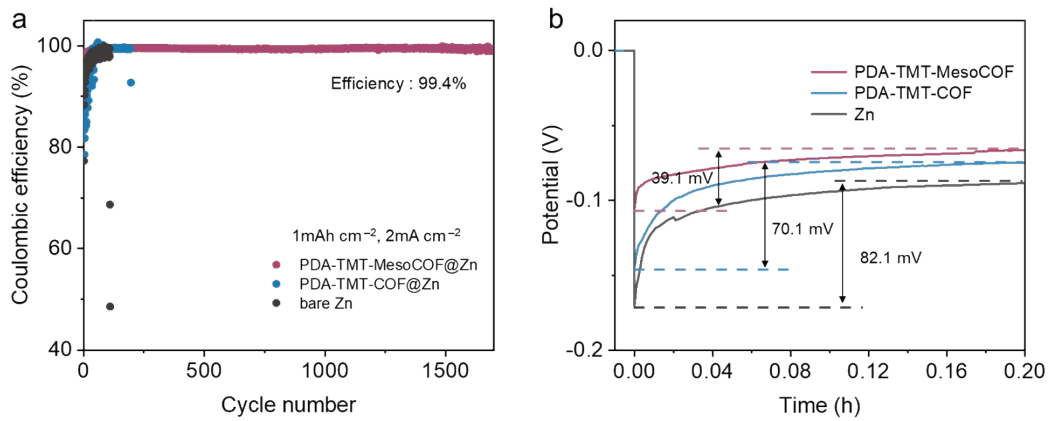 a
Coulombic efficiency (%)
100
80
60
40
Efficiency : 99.4%
1mAh cm⁻², 2mA cm⁻²
PDA-TMT-MesoCOF@Zn
PDA-TMT-COF@Zn
bare Zn
0
500
1000
1500
Cycle number
b
Potential (V)
0.0
-0.1
-0.2
PDA-TMT-MesoCOF
PDA-TMT-COF
Zn
39.1 mV
70.1 mV
82.1 mV
0.00
0.04
0.08
0.12
0.16
0.20
Time (h)